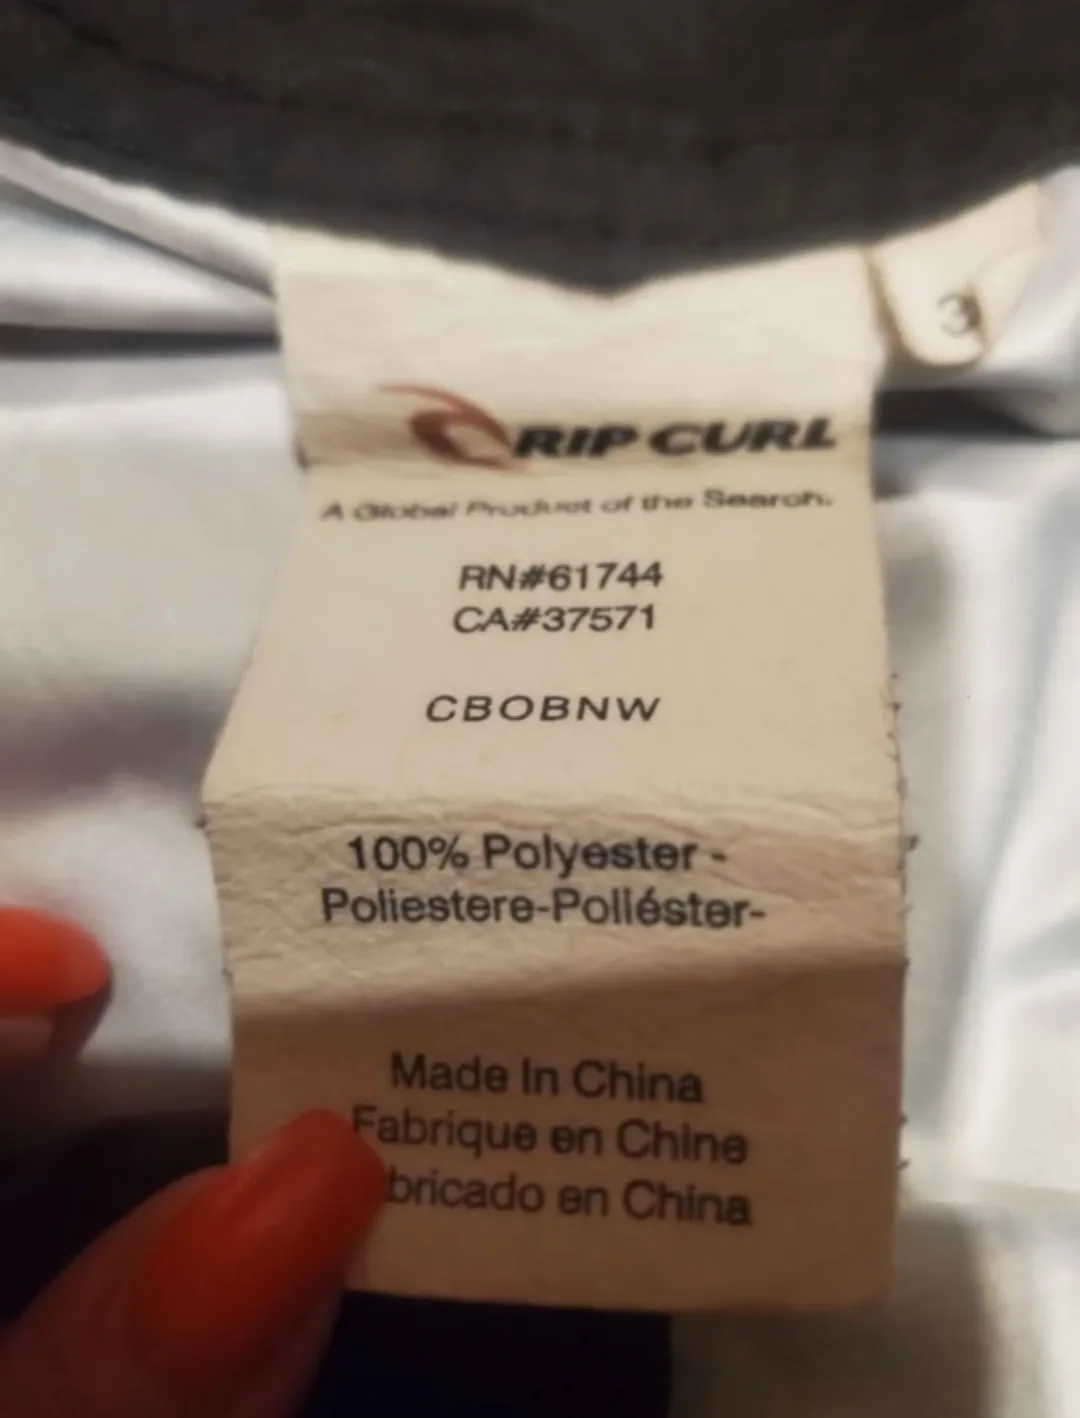 3
RIP CURL
A Global Product of the Search.
RN#61744
CA#37571
CBOBNW
100% Polyester -
Poliestere-Poliéster-
Made In China
Fabrique en Chine
bricado en China